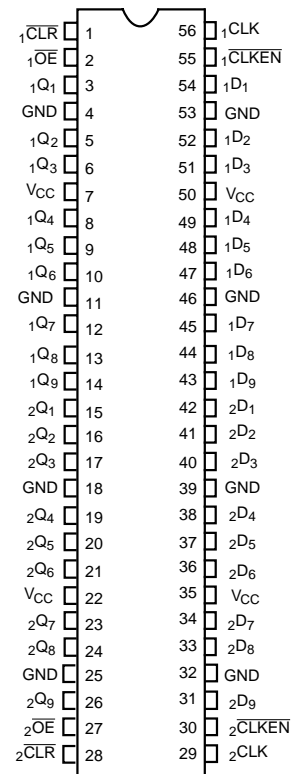 1CLR 1 56 1CLK
1OE 2 55 1CLKEN
1Q1 3 54 1D1
GND 4 53 GND
1Q2 5 52 1D2
1Q3 6 51 1D3
VCC 7 50 VCC
1Q4 8 49 1D4
1Q5 9 48 1D5
1Q6 10 47 1D6
GND 11 46 GND
1Q7 12 45 1D7
1Q8 13 44 1D8
1Q9 14 43 1D9
2Q1 15 42 2D1
2Q2 16 41 2D2
2Q3 17 40 2D3
GND 18 39 GND
2Q4 19 38 2D4
2Q5 20 37 2D5
2Q6 21 36 2D6
VCC 22 35 VCC
2Q7 23 34 2D7
2Q8 24 33 2D8
GND 25 32 GND
2Q9 26 31 2D9
2OE 27 30 2CLKEN
2CLR 28 29 2CLK